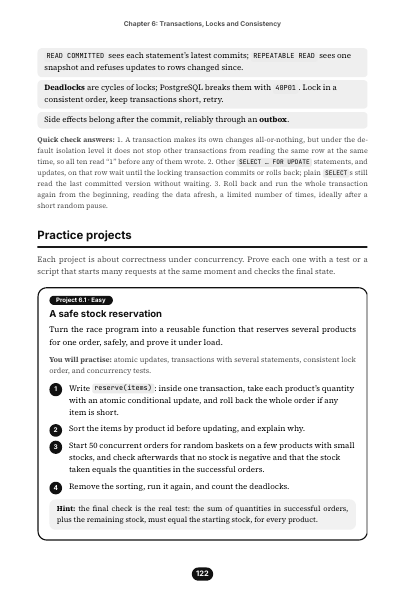 Chapter 6: Transactions, Locks and Consistency
READ COMMITTED sees each statement's latest commits; REPEATABLE READ sees one
snapshot and refuses updates to rows changed since.
Deadlocks are cycles of locks; PostgreSQL breaks them with 40P01. Lock in a
consistent order, keep transactions short, retry.
Side effects belong after the commit, reliably through an outbox.
Quick check answers: 1. A transaction makes its own changes all-or-nothing, but under the de-
fault isolation level it does not stop other transactions from reading the same row at the same
time, so all ten read "1" before any of them wrote. 2. Other SELECT … FOR UPDATE statements, and
updates, on that row wait until the locking transaction commits or rolls back; plain SELECTs still
read the last committed version without waiting. 3. Roll back and run the whole transaction
again from the beginning, reading the data afresh, a limited number of times, ideally after a
short random pause.
Practice projects
Each project is about correctness under concurrency. Prove each one with a test or a
script that starts many requests at the same moment and checks the final state.
Project 6.1 · Easy
A safe stock reservation
Turn the race program into a reusable function that reserves several products
for one order, safely, and prove it under load.
You will practise: atomic updates, transactions with several statements, consistent lock
order, and concurrency tests.
1 Write reserve(items): inside one transaction, take each product's quantity
with an atomic conditional update, and roll back the whole order if any
item is short.
2 Sort the items by product id before updating, and explain why.
3 Start 50 concurrent orders for random baskets on a few products with small
stocks, and check afterwards that no stock is negative and that the stock
taken equals the quantities in the successful orders.
4 Remove the sorting, run it again, and count the deadlocks.
Hint: the final check is the real test: the sum of quantities in successful orders,
plus the remaining stock, must equal the starting stock, for every product.
122